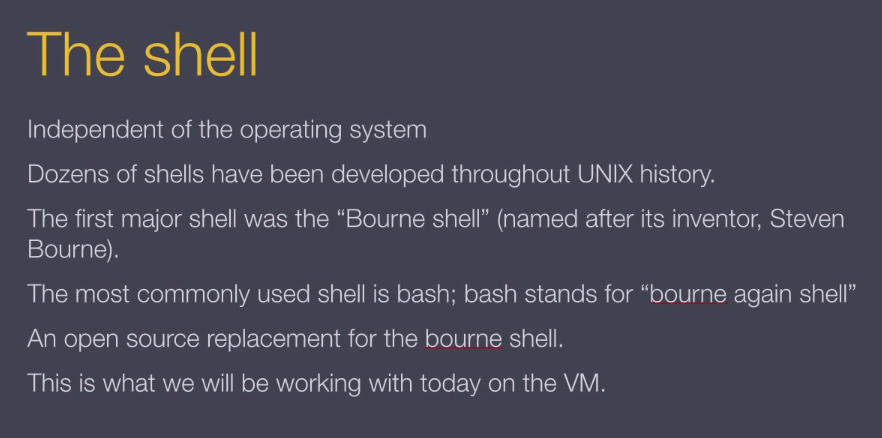 The shell
Independent of the operating system
Dozens of shells have been developed throughout UNIX history.
The first major shell was the “Bourne shell” (named after its inventor, Steven
Bourne).
The most commonly used shell is bash; bash stands for “bourne again shell”
An open source replacement for the bourne shell.
This is what we will be working with today on the VM.